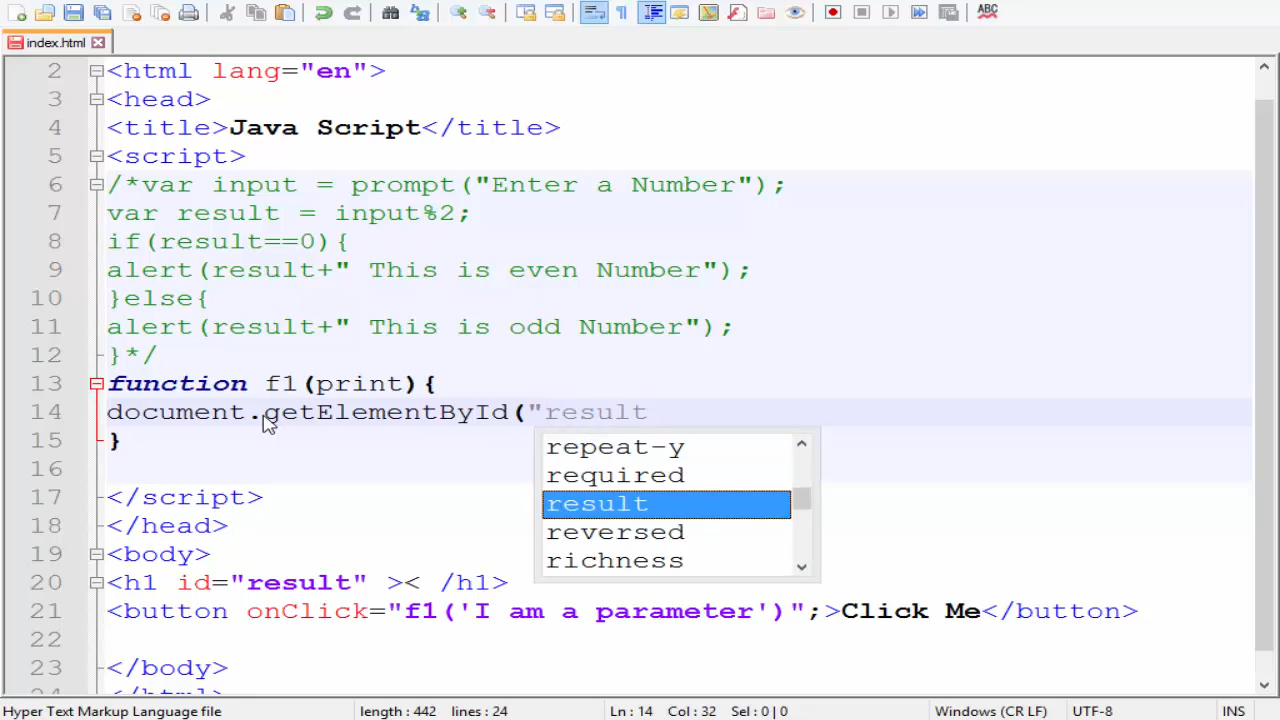 ABC
index.html
2 <html lang="en">
3 <head>
4 <title>Java Script</title>
5 <script>
6 /*var input = prompt("Enter a Number");
7 var result = input%2;
8 if(result==0){
9 alert(result+" This is even Number");
10 }else{
11 alert(result+" This is odd Number");
12 }*/
13 function f1(print){
14 document.getElementById("result
15 }
repeat-y
16
required
17 </script>
result
18 </head>
reversed
19 <body>
richness
20 <h1 id="result" >< /h1>
21 <button onClick="f1('I am a parameter')";>Click Me</button>
22
23 </body>
24 </html>
Hyper Text Markup Language file length : 442 lines : 24 Ln : 14 Col : 32 Sel : 0 | 0 Windows (CR LF) UTF-8 INS